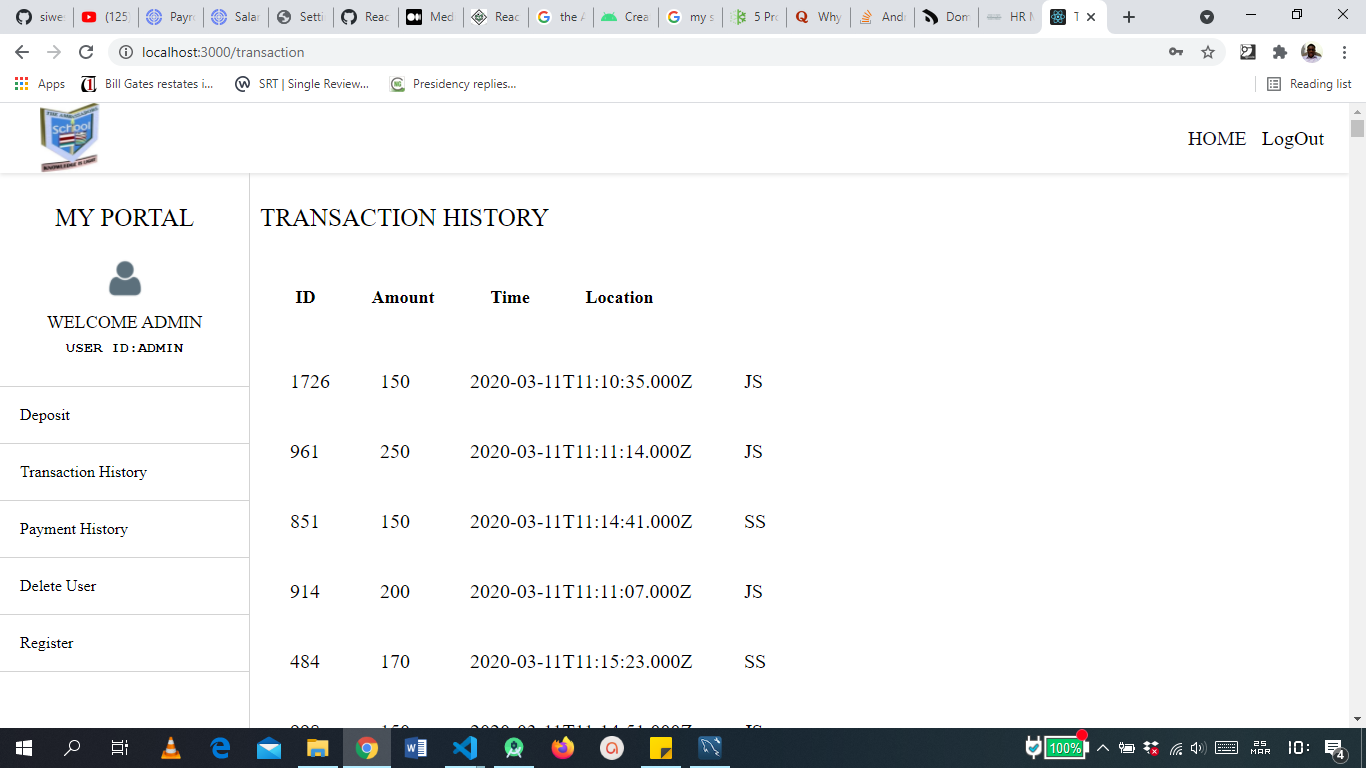 siwes
(125)
Payr
Salar
Setti
Reac
Med
Reac
the A
Crea
my s
5 Pro
Why
Andr
Dom
HR M
T
localhost:3000/transaction
Apps
Bill Gates restates i...
SRT | Single Review...
Presidency replies...
Reading list
School
HOME LogOut
MY PORTAL
WELCOME ADMIN
USER ID:ADMIN
Deposit
Transaction History
Payment History
Delete User
Register
TRANSACTION HISTORY
ID Amount Time Location
1726 150 2020-03-11T11:10:35.000Z JS
961 250 2020-03-11T11:11:14.000Z JS
851 150 2020-03-11T11:14:41.000Z SS
914 200 2020-03-11T11:11:07.000Z JS
484 170 2020-03-11T11:15:23.000Z SS
100%
25
MAR
10:
4